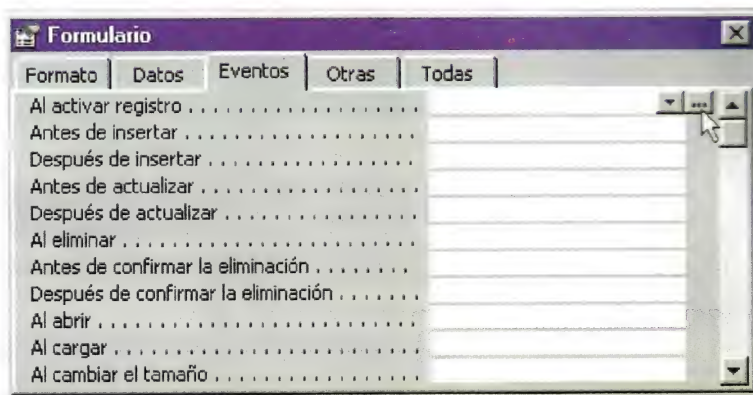 Formulario
Formato Datos Eventos Otras Todas
Al activar registro . . . . . . . . . . . . . . . . . . . . ...
Antes de insertar . . . . . . . . . . . . . . . . . . . .
Después de insertar . . . . . . . . . . . . . . . . . .
Antes de actualizar . . . . . . . . . . . . . . . . . . .
Después de actualizar . . . . . . . . . . . . . . . . .
Al eliminar . . . . . . . . . . . . . . . . . . . . . . . . .
Antes de confirmar la eliminación . . . . . . . .
Después de confirmar la eliminación . . . . . . .
Al abrir . . . . . . . . . . . . . . . . . . . . . . . . . . .
Al cargar . . . . . . . . . . . . . . . . . . . . . . . . . .
Al cambiar el tamaño . . . . . . . . . . . . . . . . . .